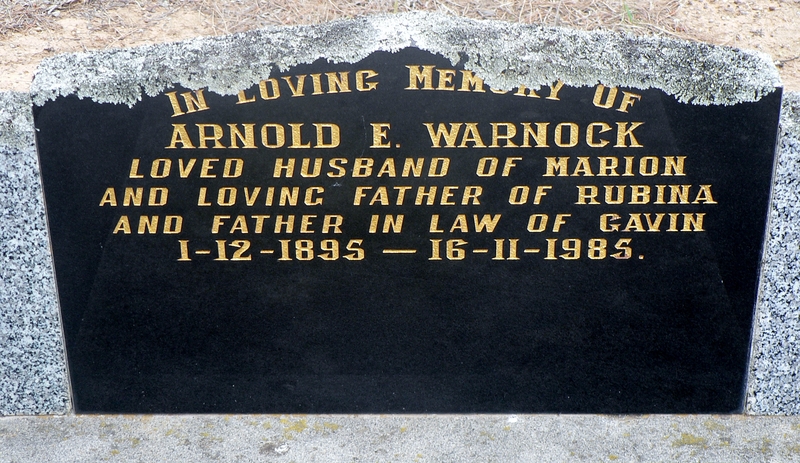 In Loving Memory Of
ARNOLD E. WARNOCK
LOVED HUSBAND OF MARION
AND LOVING FATHER OF RUBINA
AND FATHER IN LAW OF GAVIN
1-12-1895 — 16-11-1985.